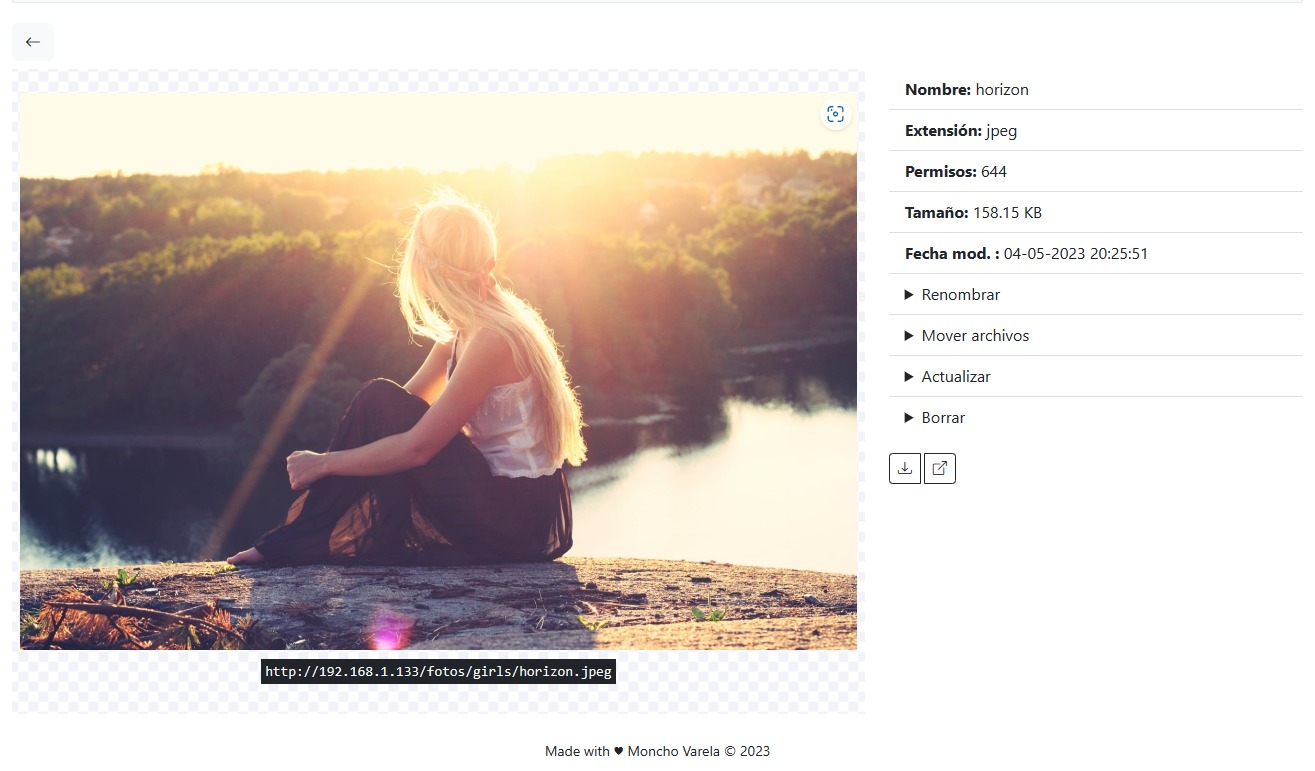 Nombre: horizon
Extensión: jpeg
Permisos: 644
Tamaño: 158.15 KB
Fecha mod. : 04-05-2023 20:25:51
Renombrar
Mover archivos
Actualizar
Borrar
http://192.168.1.133/fotos/girls/horizon.jpeg
Made with ♥ Moncho Varela © 2023